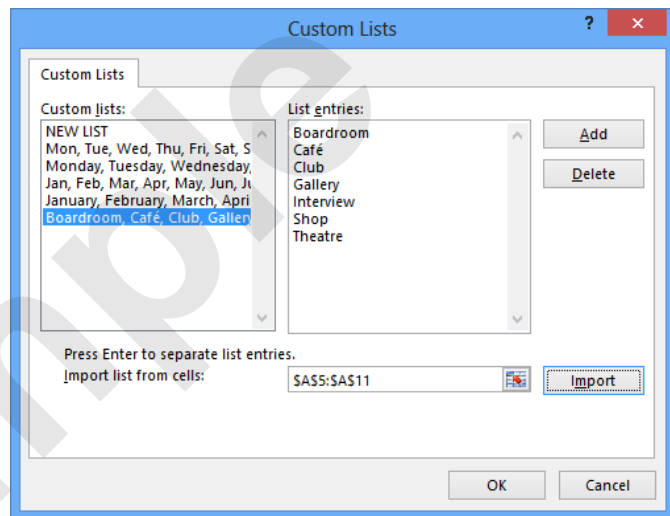 Custom Lists
?
Custom Lists
Custom lists:
NEW LIST
Mon, Tue, Wed, Thu, Fri, Sat, S
Monday, Tuesday, Wednesday,
Jan, Feb, Mar, Apr, May, Jun, Ju
January, February, March, Apri
Boardroom, Café, Club, Gallery
List entries:
Boardroom
Café
Club
Gallery
Interview
Shop
Theatre
Add
Delete
Press Enter to separate list entries.
Import list from cells:
$A$5:$A$11
Import
OK
Cancel
mple